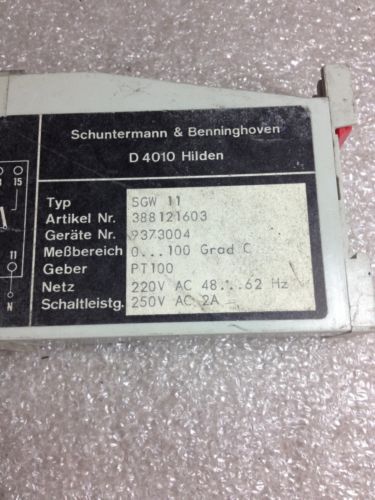 Schuntermann & Benninghoven
D 4010 Hilden
15
11
N
Typ SGW 11
Artikel Nr. 388121603
Geräte Nr. 9373004
Meßbereich 0...100 Grad C
Geber PT100
Netz 220V AC 48...62 Hz
Schaltleistg. 250V AC 2A